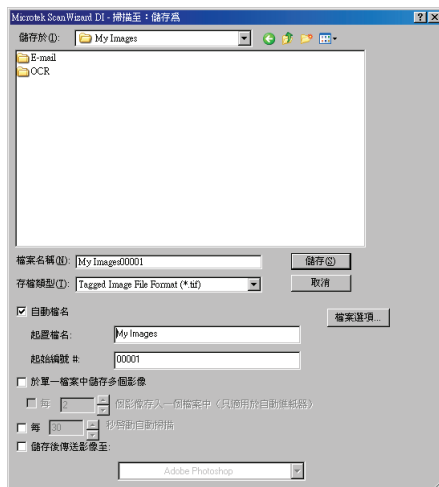 Microtek ScanWizard DI - 掃描至：儲存為
儲存於(I): My Images
E-mail
OCR
檔案名稱(N): My Images00001 儲存(S)
存檔類型(T): Tagged Image File Format (*.tif) 取消
自動檔名 檔案選項...
起置檔名: My Images
起始編號 #: 00001
於單一檔案中儲存多個影像
每 2 個影像存入一個檔案中（只適用於自動進紙器）
每 30 秒啓動自動掃描
儲存後傳送影像至:
Adobe Photoshop